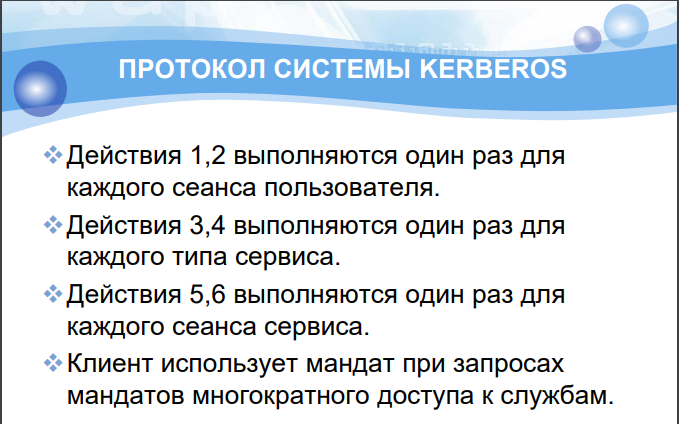 ПРОТОКОЛ СИСТЕМЫ KERBEROS
Действия 1,2 выполняются один раз для
каждого сеанса пользователя.
Действия 3,4 выполняются один раз для
каждого типа сервиса.
Действия 5,6 выполняются один раз для
каждого сеанса сервиса.
Клиент использует мандат при запросах
мандатов многократного доступа к службам.